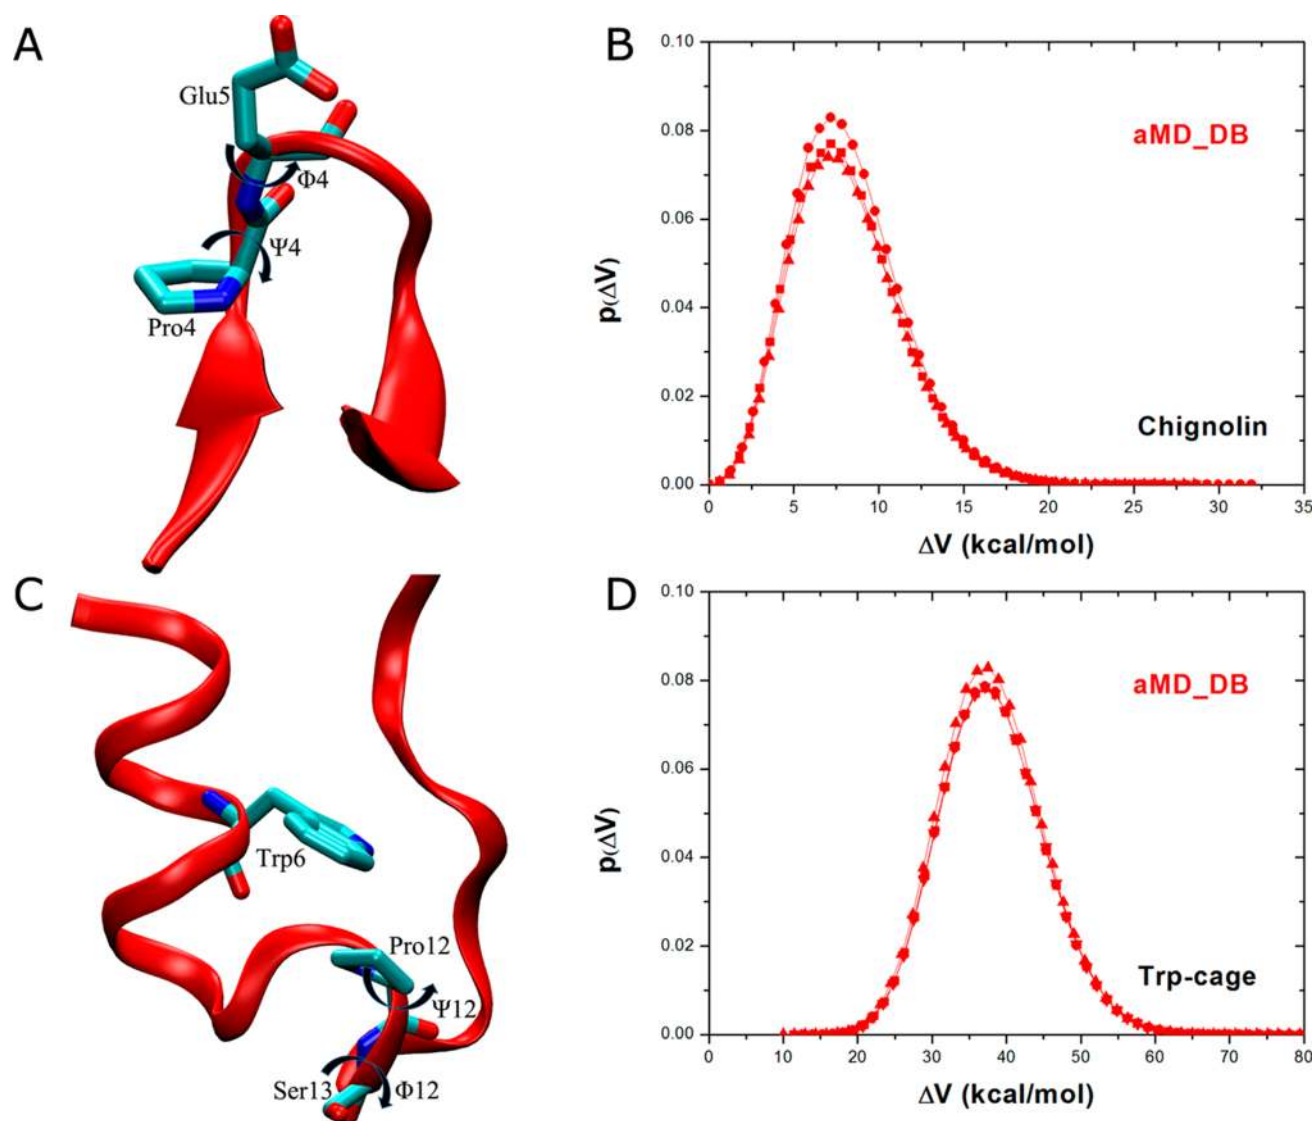 A
Glu5
Φ4
Ψ4
Pro4
B
0.10
0.08
0.06
0.04
0.02
0.00
p(ΔV)
aMD_DB
Chignolin
0 5 10 15 20 25 30 35
ΔV (kcal/mol)
C
Trp6
Pro12
Ψ12
Ser13
Φ12
D
0.10
0.08
0.06
0.04
0.02
0.00
p(ΔV)
aMD_DB
Trp-cage
0 10 20 30 40 50 60 70 80
ΔV (kcal/mol)